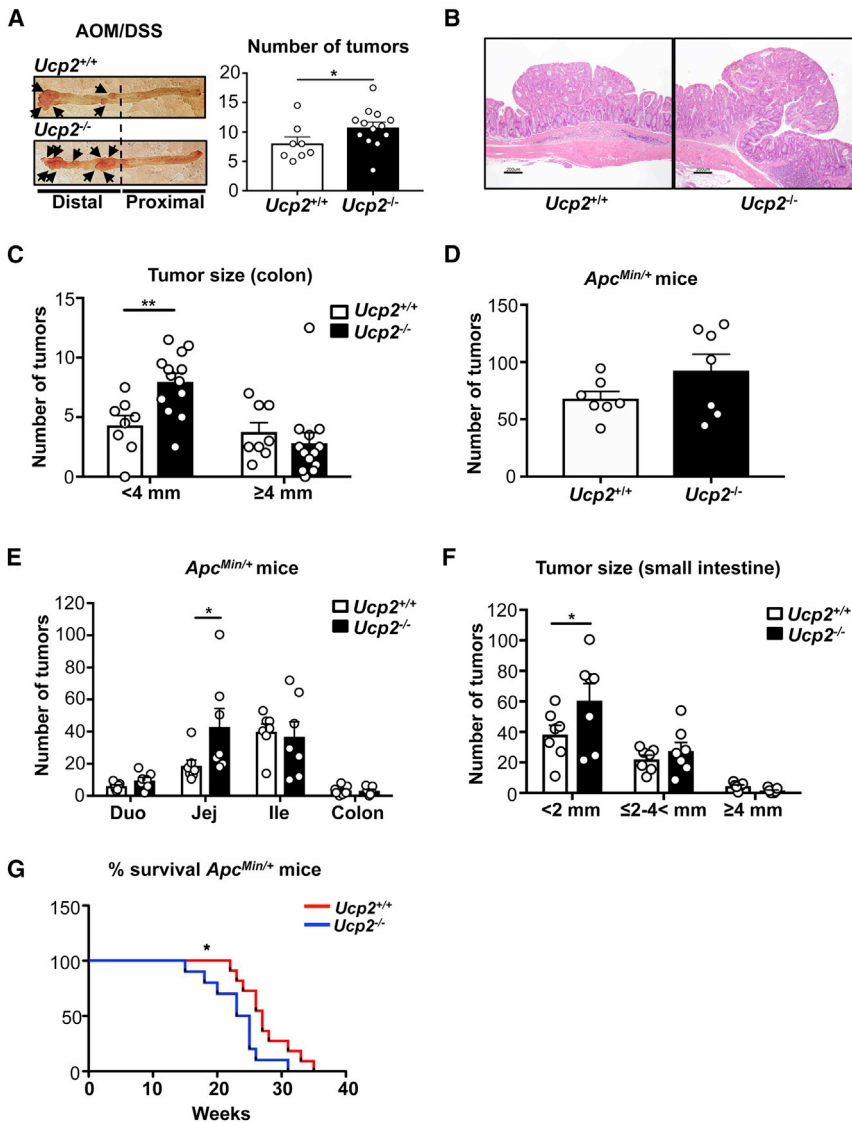 A
AOM/DSS
Ucp2+/+
Ucp2-/-
Distal
Proximal
Number of tumors
20
15
10
5
0
*
Ucp2+/+
Ucp2-/-
B
200um
200um
Ucp2+/+
Ucp2-/-
C
Tumor size (colon)
Number of tumors
15
10
5
0
**
<4 mm
≥4 mm
Ucp2+/+
Ucp2-/-
D
ApcMin/+ mice
Number of tumors
150
100
50
0
Ucp2+/+
Ucp2-/-
E
ApcMin/+ mice
Number of tumors
120
100
80
60
40
20
0
*
Duo
Jej
Ile
Colon
Ucp2+/+
Ucp2-/-
F
Tumor size (small intestine)
Number of tumors
120
100
80
60
40
20
0
*
<2 mm
≤2-4< mm
≥4 mm
Ucp2+/+
Ucp2-/-
G
% survival ApcMin/+ mice
150
100
50
0
*
0
10
20
30
40
Weeks
Ucp2+/+
Ucp2-/-